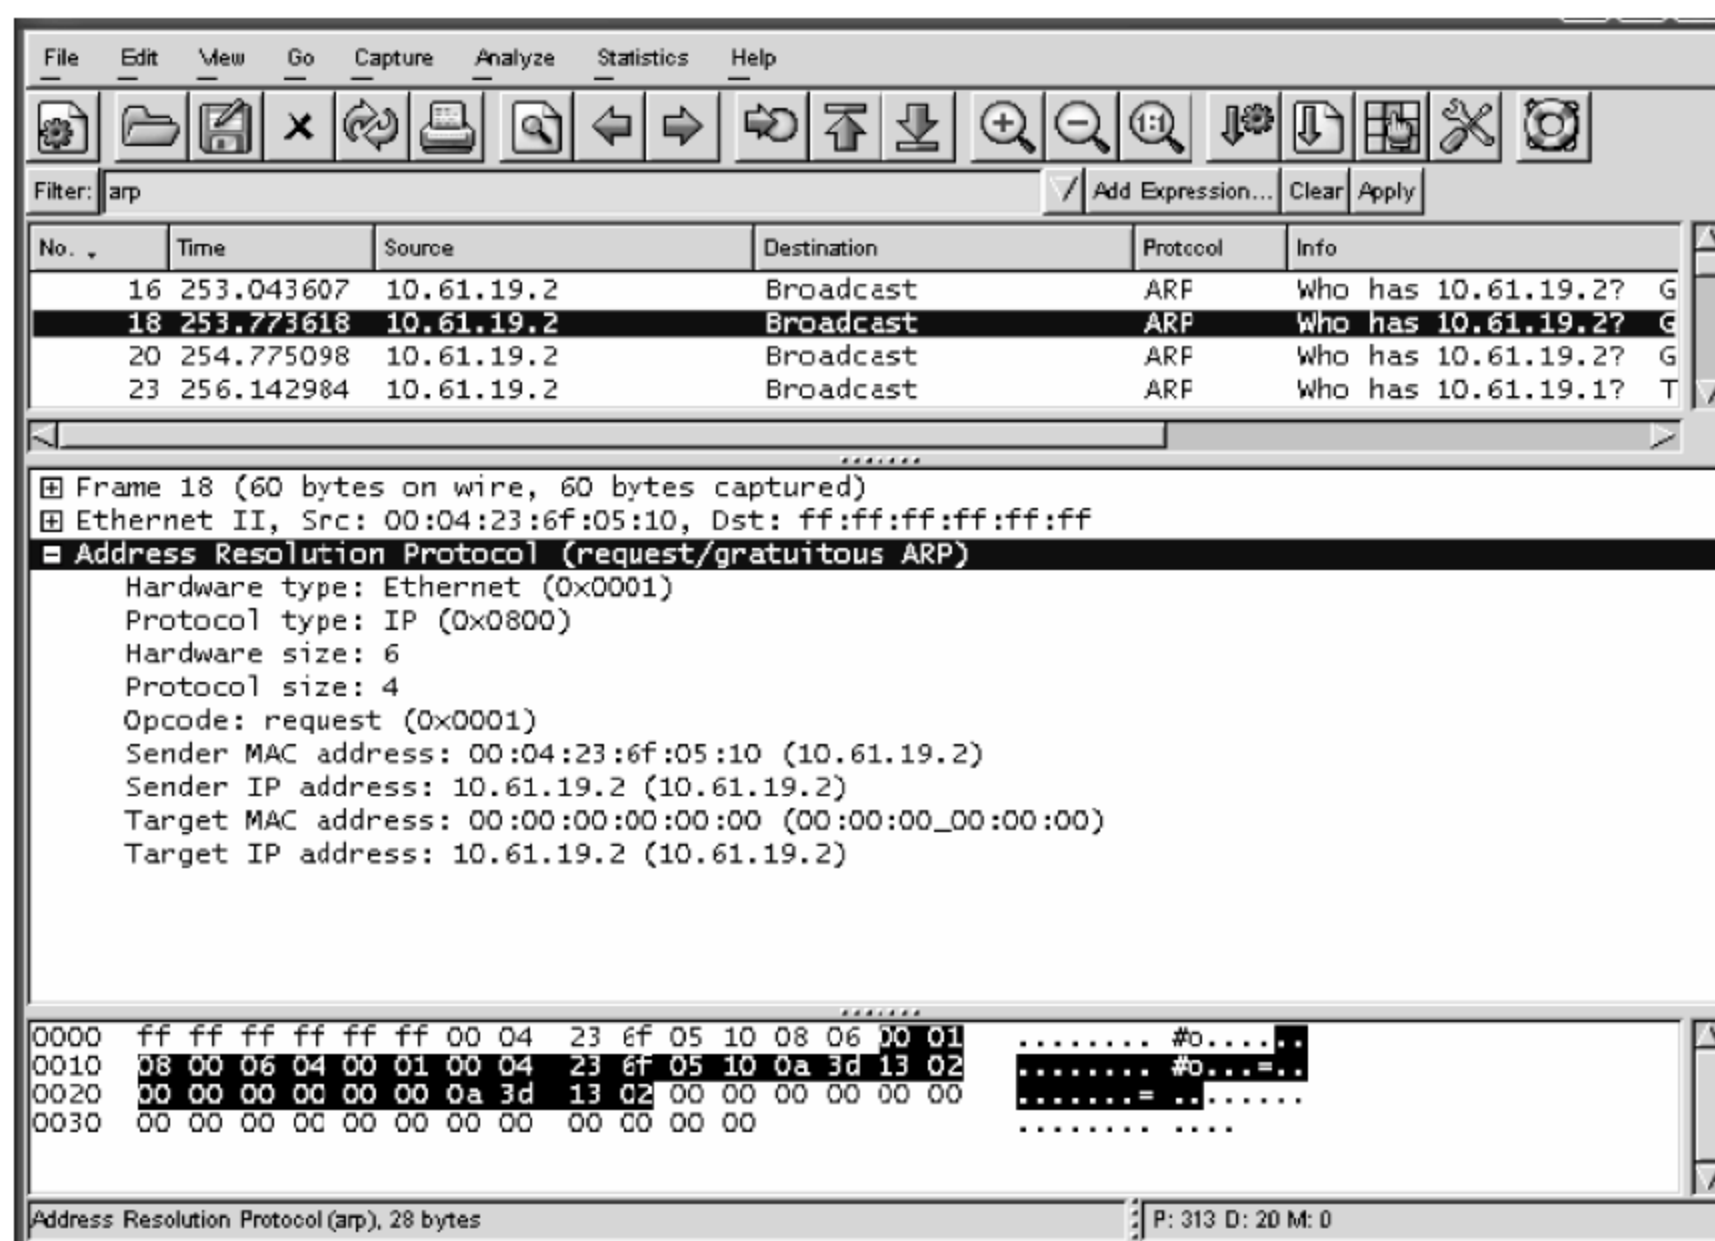 File Edit View Go Capture Analyze Statistics Help
1:1
Filter: arp Add Expression... Clear Apply
No. Time Source Destination Protocol Info
16 253.043607 10.61.19.2 Broadcast ARP Who has 10.61.19.2? G
18 253.773618 10.61.19.2 Broadcast ARP Who has 10.61.19.2? G
20 254.775098 10.61.19.2 Broadcast ARP Who has 10.61.19.2? G
23 256.142984 10.61.19.2 Broadcast ARP Who has 10.61.19.1? T
Frame 18 (60 bytes on wire, 60 bytes captured)
Ethernet II, Src: 00:04:23:6f:05:10, Dst: ff:ff:ff:ff:ff:ff
Address Resolution Protocol (request/gratuitous ARP)
Hardware type: Ethernet (0x0001)
Protocol type: IP (0x0800)
Hardware size: 6
Protocol size: 4
Opcode: request (0x0001)
Sender MAC address: 00:04:23:6f:05:10 (10.61.19.2)
Sender IP address: 10.61.19.2 (10.61.19.2)
Target MAC address: 00:00:00:00:00:00 (00:00:00_00:00:00)
Target IP address: 10.61.19.2 (10.61.19.2)
0000 ff ff ff ff ff ff 00 04 23 6f 05 10 08 06 00 01 ........ #o......
0010 08 00 06 04 00 01 00 04 23 6f 05 10 0a 3d 13 02 ........ #o...=..
0020 00 00 00 00 00 00 0a 3d 13 02 00 00 00 00 00 00 .......= ........
0030 00 00 00 00 00 00 00 00 00 00 00 00 ........ ....
Address Resolution Protocol (arp), 28 bytes P: 313 D: 20 M: 0